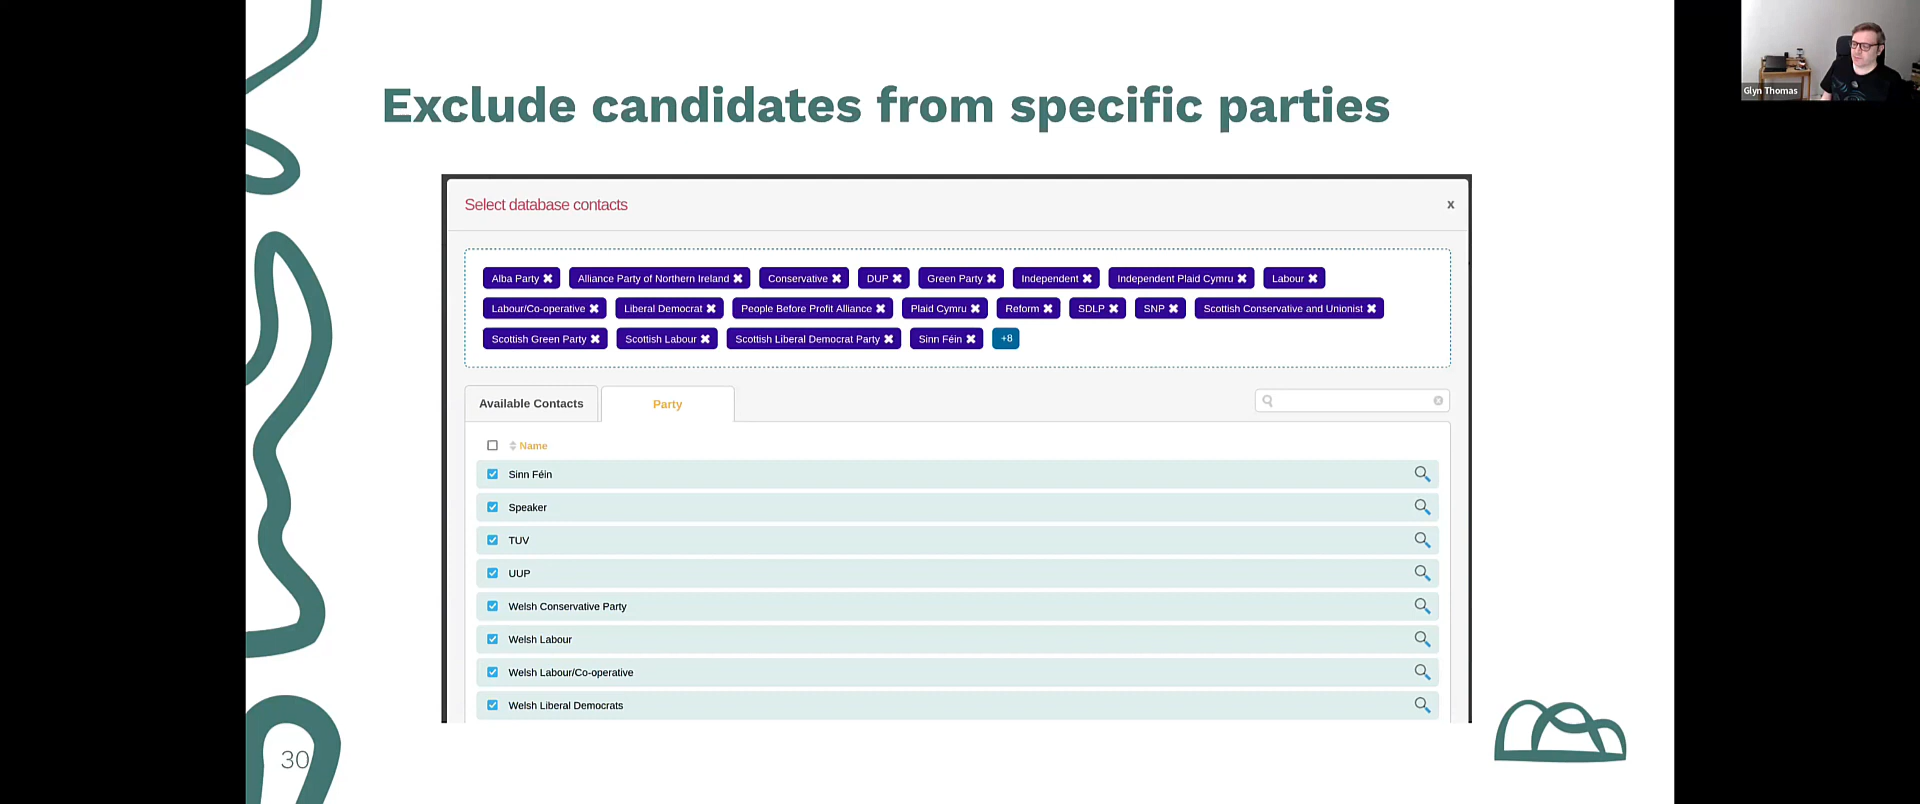 Exclude candidates from specific parties
Glyn Thomas
Select database contacts
x
Alba Party ✖ Alliance Party of Northern Ireland ✖ Conservative ✖ DUP ✖ Green Party ✖ Independent ✖ Independent Plaid Cymru ✖ Labour ✖
Labour/Co-operative ✖ Liberal Democrat ✖ People Before Profit Alliance ✖ Plaid Cymru ✖ Reform ✖ SDLP ✖ SNP ✖ Scottish Conservative and Unionist ✖
Scottish Green Party ✖ Scottish Labour ✖ Scottish Liberal Democrat Party ✖ Sinn Féin ✖ +8
Available Contacts Party
Name
Sinn Féin
Speaker
TUV
UUP
Welsh Conservative Party
Welsh Labour
Welsh Labour/Co-operative
Welsh Liberal Democrats
30